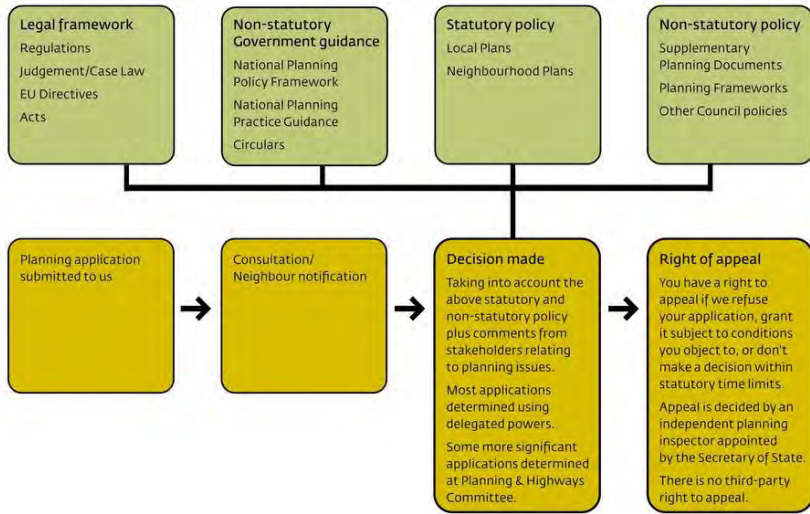 Legal framework
Regulations
Judgement/Case Law
EU Directives
Acts
Non-statutory
Government guidance
National Planning
Policy Framework
National Planning
Practice Guidance
Circulars
Statutory policy
Local Plans
Neighbourhood Plans
Non-statutory policy
Supplementary
Planning Documents
Planning Frameworks
Other Council policies
Planning application
submitted to us
Consultation/
Neighbour notification
Decision made
Taking into account the
above statutory and
non-statutory policy
plus comments from
stakeholders relating
to planning issues.
Most applications
determined using
delegated powers.
Some more significant
applications determined
at Planning & Highways
Committee.
Right of appeal
You have a right to
appeal if we refuse
your application, grant
it subject to conditions
you object to, or don't
make a decision within
statutory time limits.
Appeal is decided by an
independent planning
inspector appointed
by the Secretary of State.
There is no third-party
right to appeal.